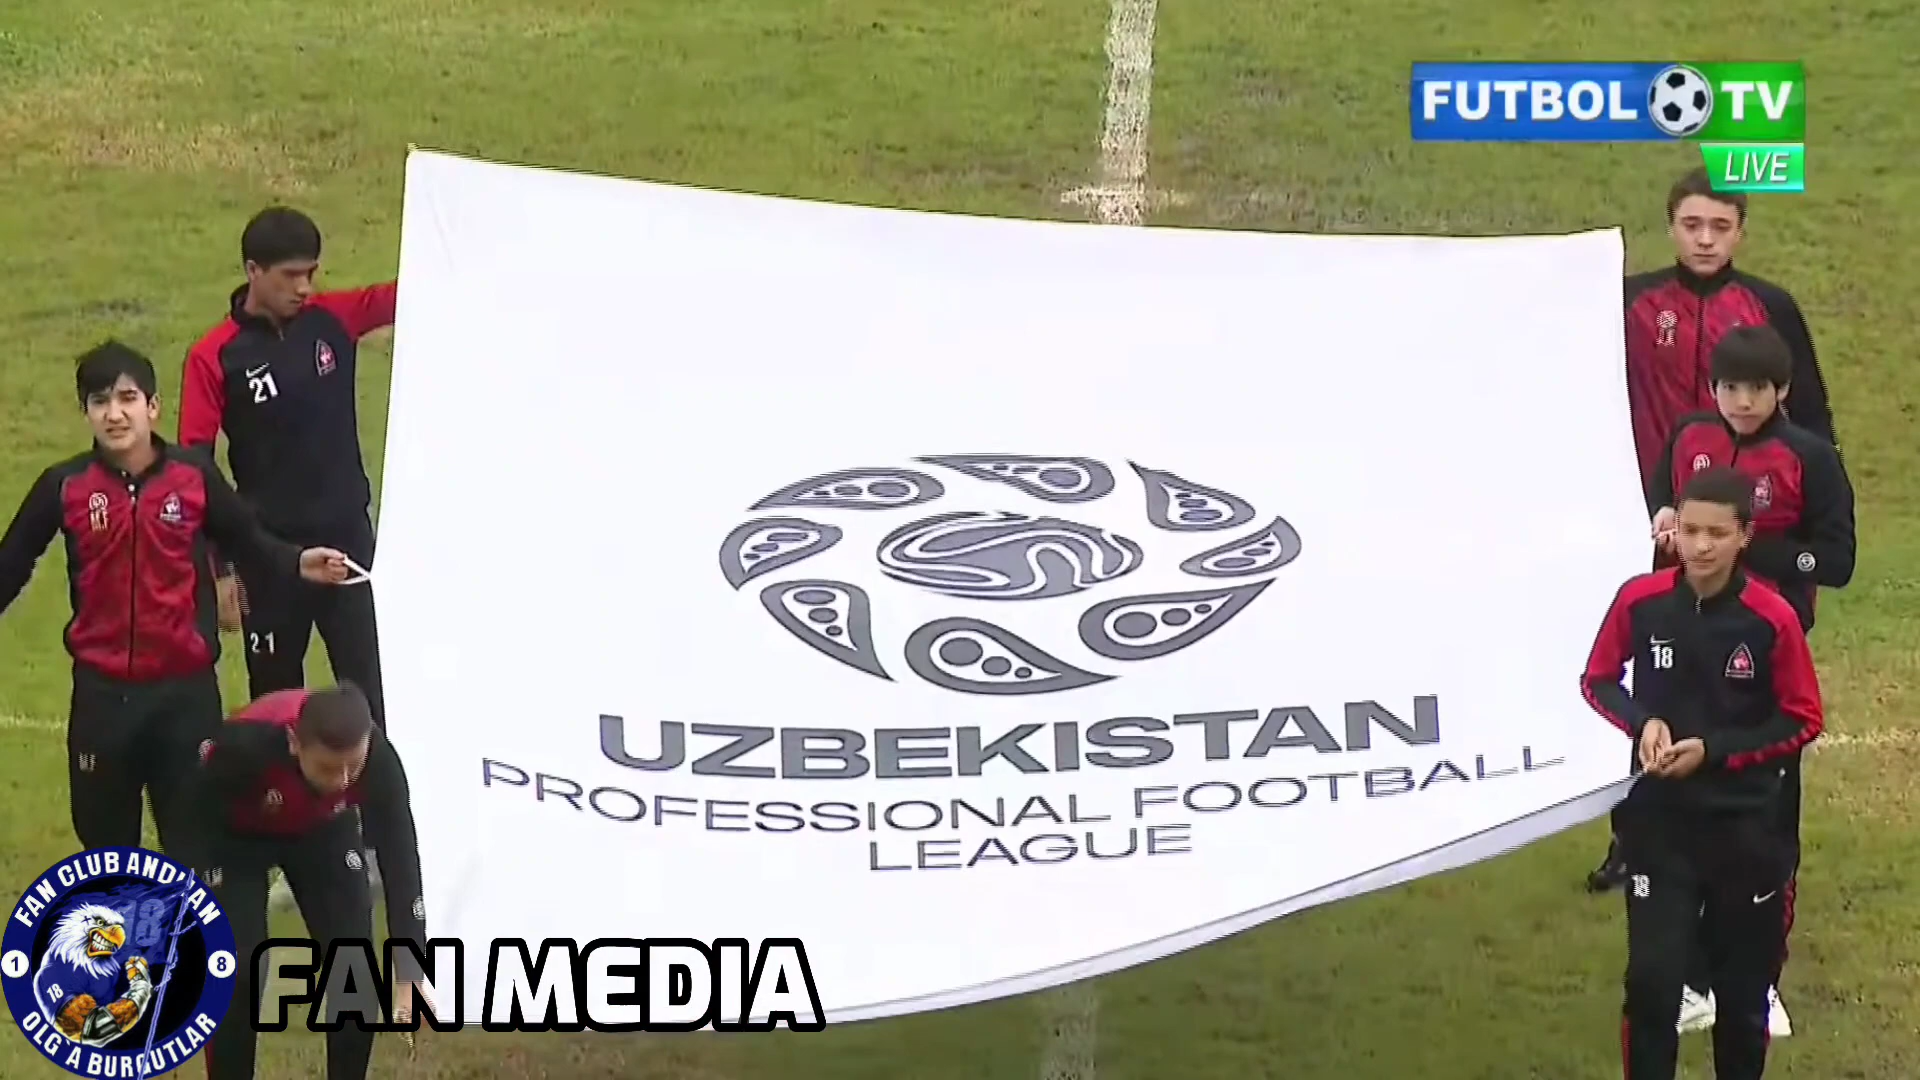 FUTBOL TV
LIVE
21
M.F
21
M.F
18
18
UZBEKISTAN
PROFESSIONAL FOOTBALL
LEAGUE
FAN CLUB ANDIJAN
18
1 8
18
OLG`A BURGUTLAR
FAN MEDIA